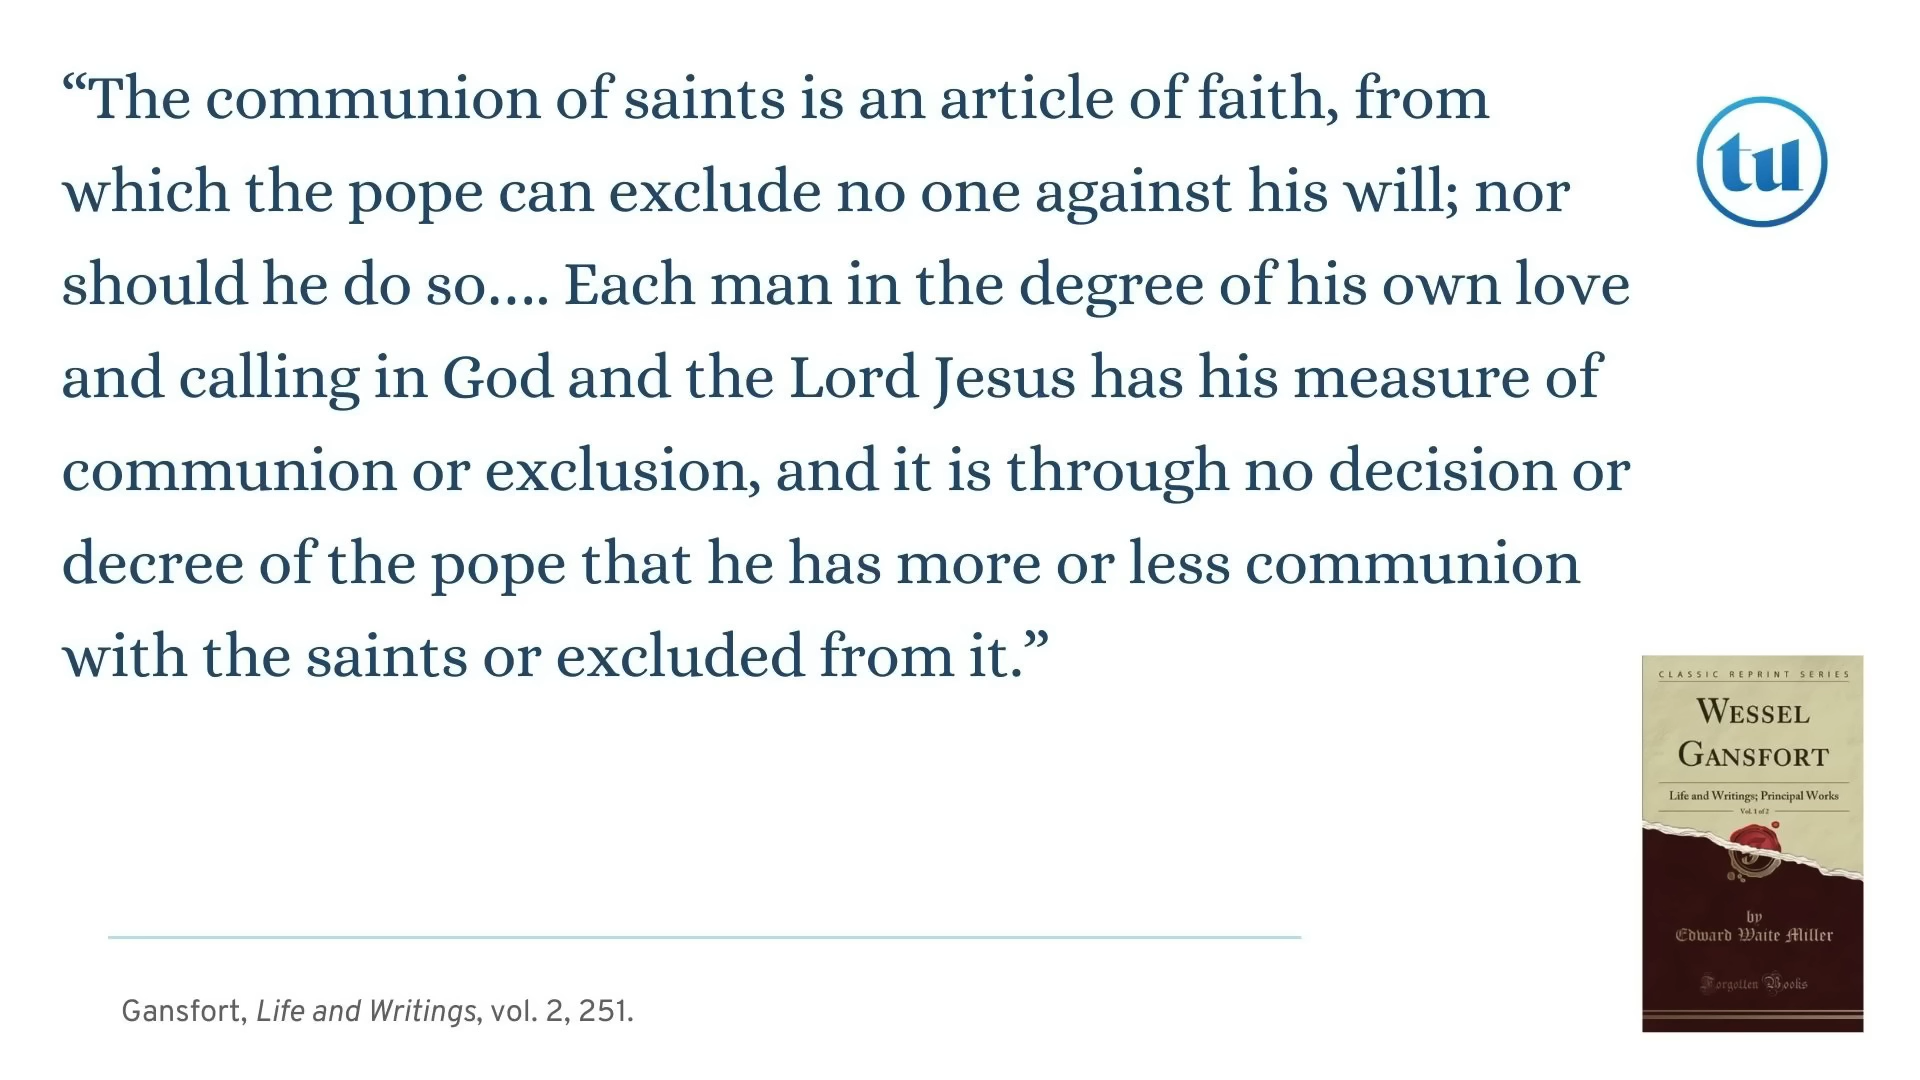 “The communion of saints is an article of faith, from
which the pope can exclude no one against his will; nor
should he do so.... Each man in the degree of his own love
and calling in God and the Lord Jesus has his measure of
communion or exclusion, and it is through no decision or
decree of the pope that he has more or less communion
with the saints or excluded from it.”
tu
CLASSIC REPRINT SERIES
WESSEL
GANSFORT
Life and Writings; Principal Works
Vol. 1 of 2
by
Edward Waite Miller
Forgotten Books
Gansfort, Life and Writings, vol. 2, 251.